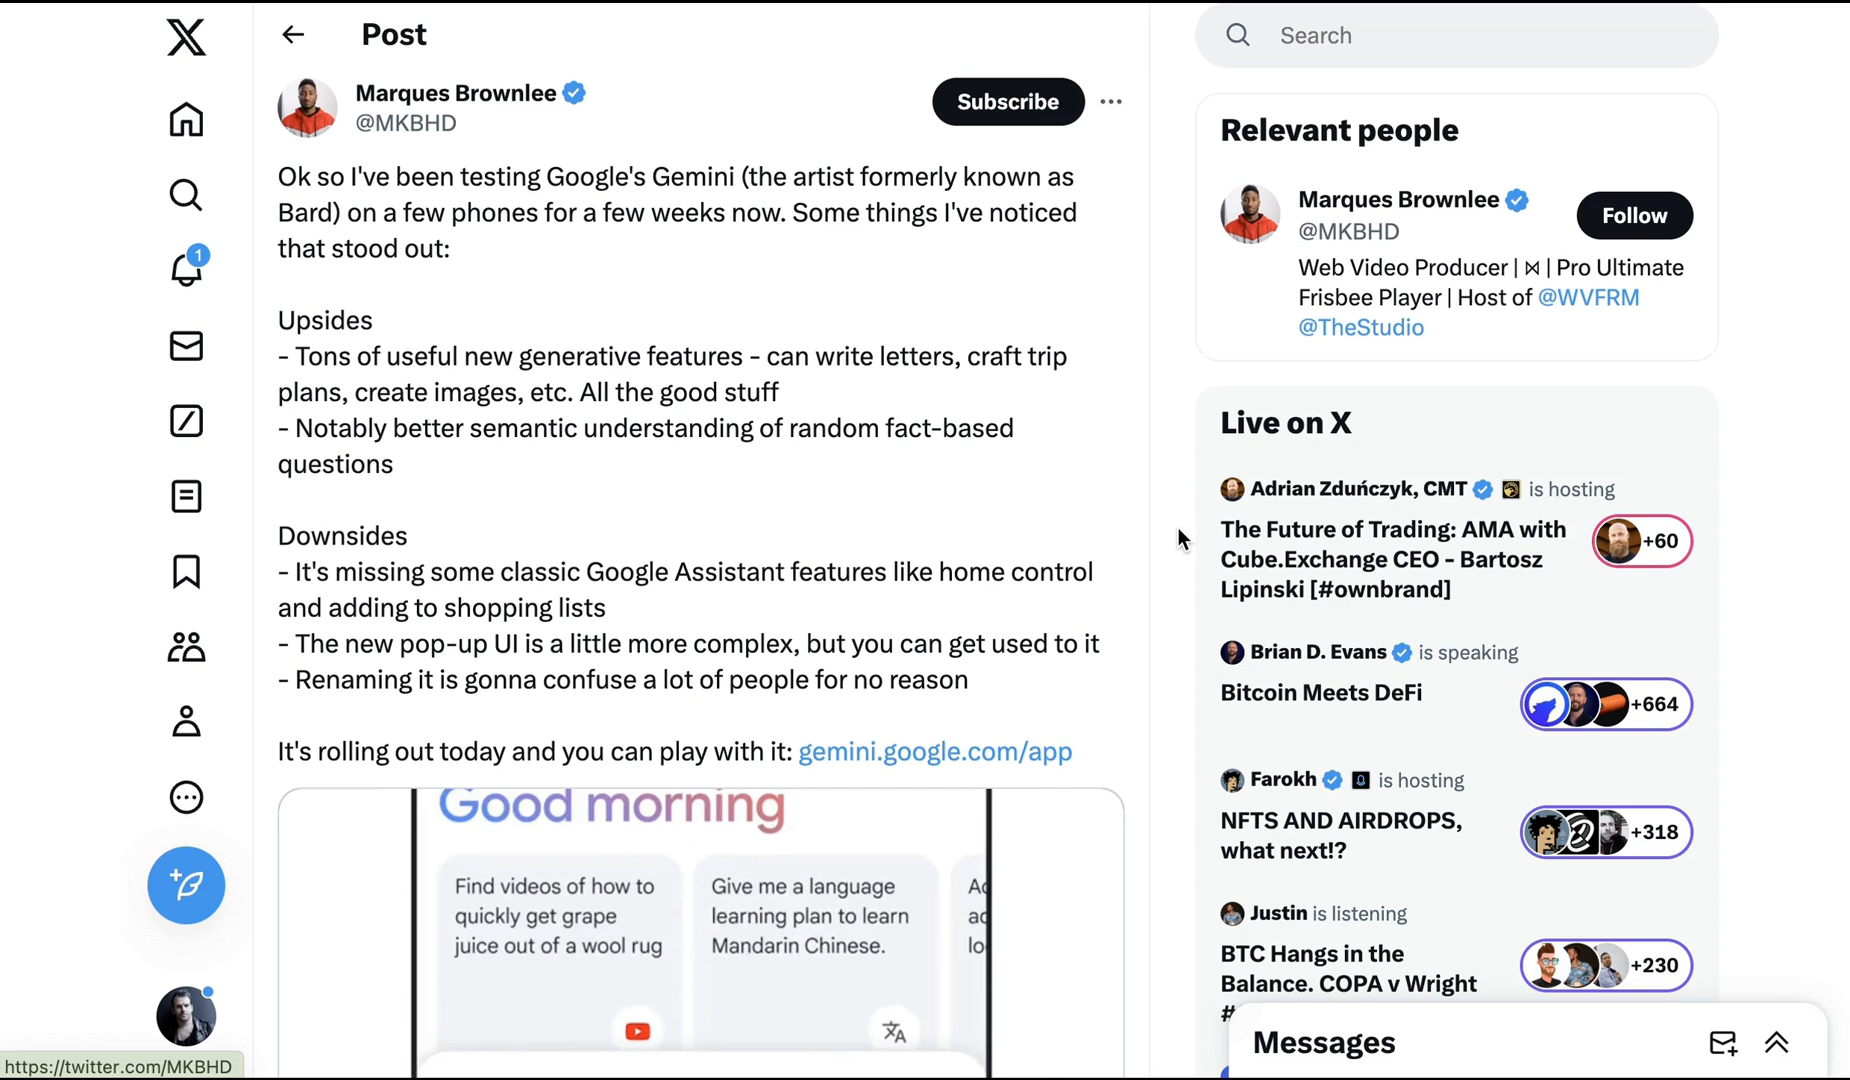 Post
Marques Brownlee
@MKBHD
Subscribe
Ok so I've been testing Google's Gemini (the artist formerly known as
Bard) on a few phones for a few weeks now. Some things I've noticed
that stood out:
Upsides
- Tons of useful new generative features - can write letters, craft trip
plans, create images, etc. All the good stuff
- Notably better semantic understanding of random fact-based
questions
Downsides
- It's missing some classic Google Assistant features like home control
and adding to shopping lists
- The new pop-up UI is a little more complex, but you can get used to it
- Renaming it is gonna confuse a lot of people for no reason
It's rolling out today and you can play with it: gemini.google.com/app
Good morning
Find videos of how to
quickly get grape
juice out of a wool rug
Give me a language
learning plan to learn
Mandarin Chinese.
1
https://twitter.com/MKBHD
Search
Relevant people
Marques Brownlee
@MKBHD
Follow
Web Video Producer | ⋈ | Pro Ultimate
Frisbee Player | Host of @WVFRM
@TheStudio
Live on X
Adrian Zduńczyk, CMT is hosting
The Future of Trading: AMA with
Cube.Exchange CEO - Bartosz
Lipinski [#ownbrand]
+60
Brian D. Evans is speaking
Bitcoin Meets DeFi
+664
Farokh is hosting
NFTS AND AIRDROPS,
what next!?
+318
Justin is listening
BTC Hangs in the
Balance. COPA v Wright
#
+230
Messages